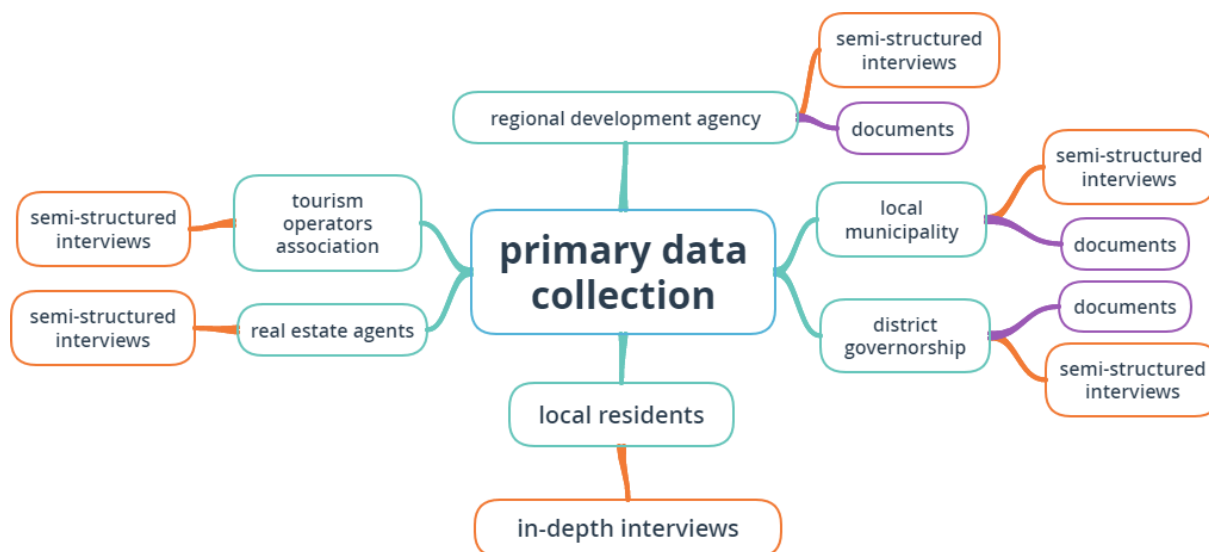 semi-structured
interviews
regional development agency
documents
semi-structured
interviews
tourism
operators
association
semi-structured
interviews
local
municipality
primary data
collection
documents
semi-structured
interviews
real estate agents
documents
district
governorship
semi-structured
interviews
local residents
in-depth interviews